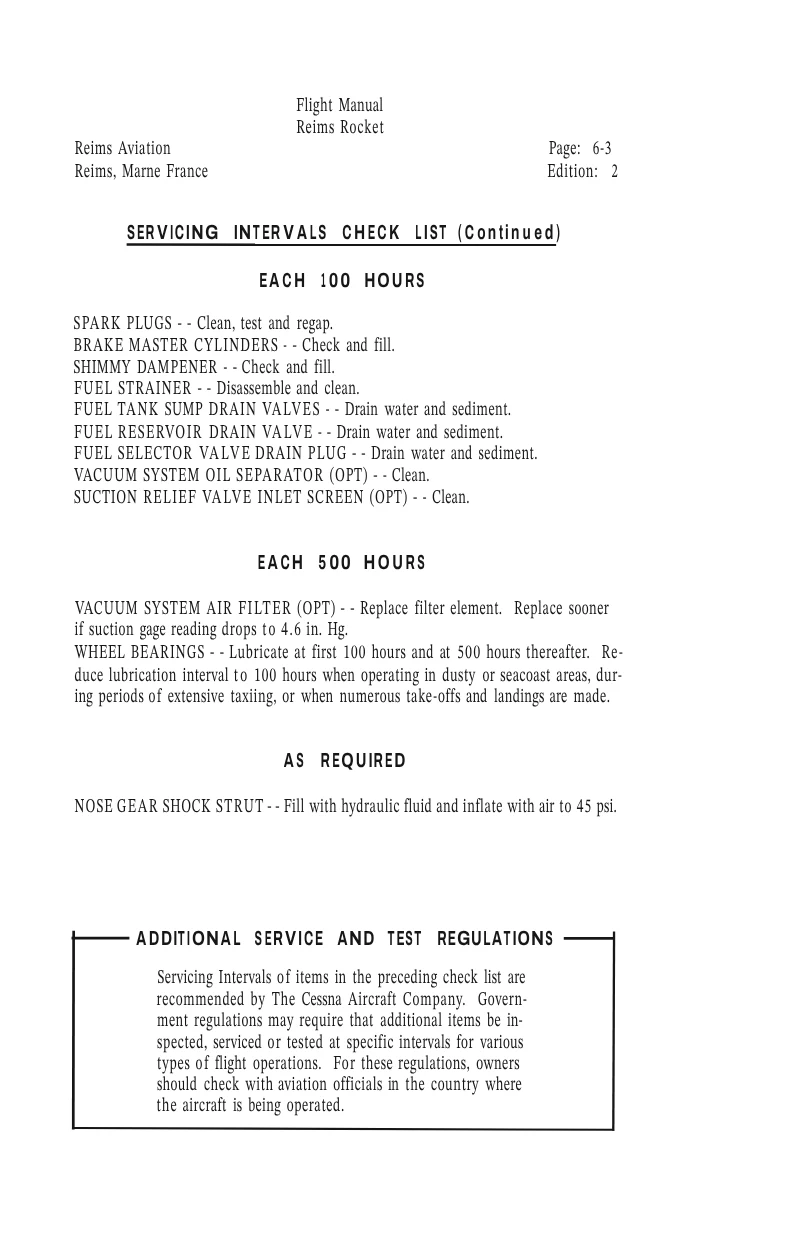 Flight Manual
Reims Rocket
Reims Aviation Page: 6-3
Reims, Marne France Edition: 2
SERVICING INTERVALS CHECK LIST (Continued)
EACH 100 HOURS
SPARK PLUGS - - Clean, test and regap.
BRAKE MASTER CYLINDERS - - Check and fill.
SHIMMY DAMPENER - - Check and fill.
FUEL STRAINER - - Disassemble and clean.
FUEL TANK SUMP DRAIN VALVES - - Drain water and sediment.
FUEL RESERVOIR DRAIN VALVE - - Drain water and sediment.
FUEL SELECTOR VALVE DRAIN PLUG - - Drain water and sediment.
VACUUM SYSTEM OIL SEPARATOR (OPT) - - Clean.
SUCTION RELIEF VALVE INLET SCREEN (OPT) - - Clean.
EACH 500 HOURS
VACUUM SYSTEM AIR FILTER (OPT) - - Replace filter element. Replace sooner
if suction gage reading drops to 4.6 in. Hg.
WHEEL BEARINGS - - Lubricate at first 100 hours and at 500 hours thereafter. Re-
duce lubrication interval to 100 hours when operating in dusty or seacoast areas, dur-
ing periods of extensive taxiing, or when numerous take-offs and landings are made.
AS REQUIRED
NOSE GEAR SHOCK STRUT - - Fill with hydraulic fluid and inflate with air to 45 psi.
ADDITIONAL SERVICE AND TEST REGULATIONS
Servicing Intervals of items in the preceding check list are
recommended by The Cessna Aircraft Company. Govern-
ment regulations may require that additional items be in-
spected, serviced or tested at specific intervals for various
types of flight operations. For these regulations, owners
should check with aviation officials in the country where
the aircraft is being operated.